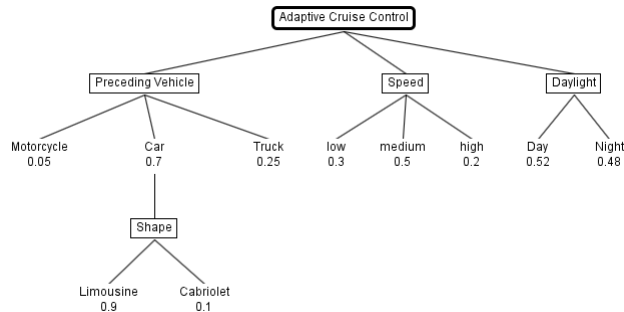 Adaptive Cruise Control
Preceding Vehicle Speed Daylight
Motorcycle Car Truck low medium high Day Night
0.05 0.7 0.25 0.3 0.5 0.2 0.52 0.48
Shape
Limousine Cabriolet
0.9 0.1